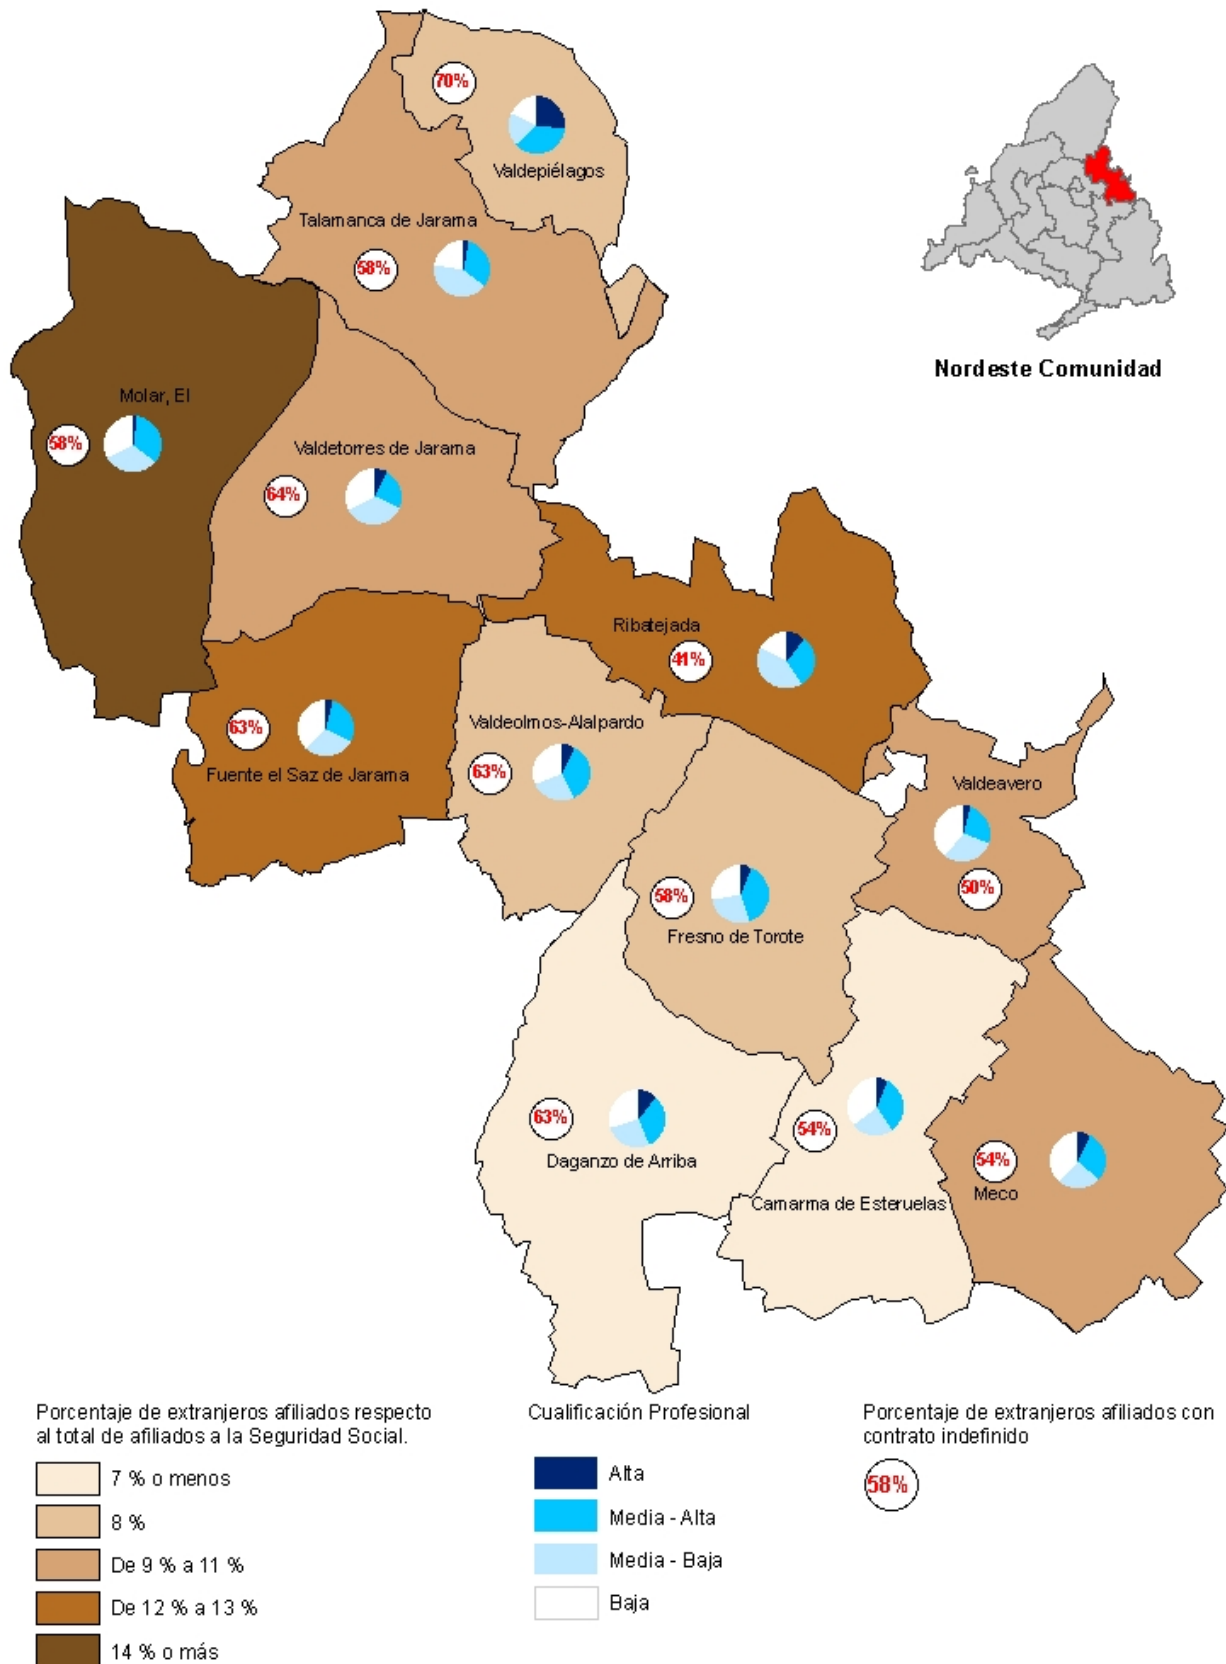 70%
Valdepiélagos
Talamanca de Jarama
58%
Nordeste Comunidad
Molar, El
58%
Valdetorres de Jarama
64%
Ribatejada
41%
Valdeolmos-Alalpardo
63%
63%
Fuente el Saz de Jarama
Valdeavero
50%
58%
Fresno de Torote
63%
Daganzo de Arriba
54%
Camarma de Esteruelas
54%
Meco
Porcentaje de extranjeros afiliados respecto
al total de afiliados a la Seguridad Social.
7 % o menos
8 %
De 9 % a 11 %
De 12 % a 13 %
14 % o más
Cualificación Profesional
Alta
Media - Alta
Media - Baja
Baja
Porcentaje de extranjeros afiliados con
contrato indefinido
58%